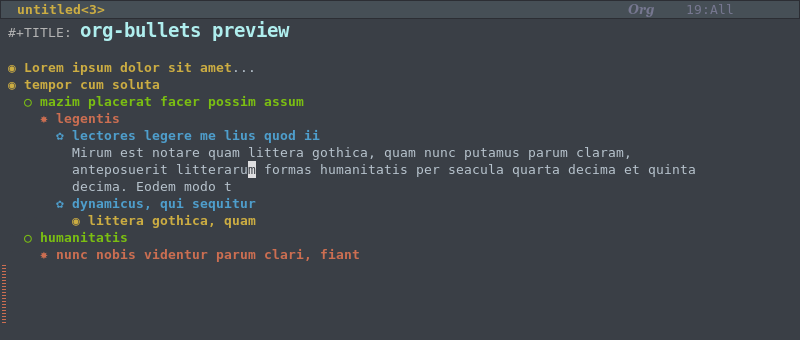 untitled<3> Org 19:All
#+TITLE: org-bullets preview
◉ Lorem ipsum dolor sit amet...
◉ tempor cum soluta
○ mazim placerat facer possim assum
✸ legentis
✿ lectores legere me lius quod ii
Mirum est notare quam littera gothica, quam nunc putamus parum claram,
anteposuerit litterarum formas humanitatis per seacula quarta decima et quinta
decima. Eodem modo t
✿ dynamicus, qui sequitur
◉ littera gothica, quam
○ humanitatis
✸ nunc nobis videntur parum clari, fiant